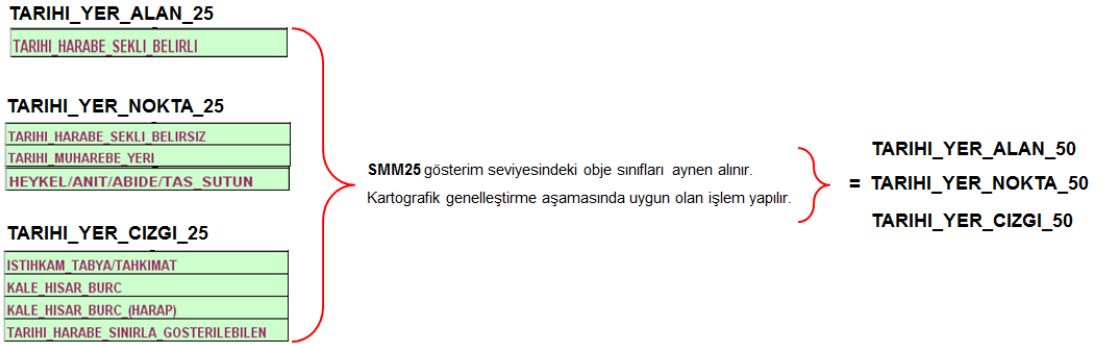 TARIHI_YER_ALAN_25
TARIHI_HARABE_SEKLI_BELIRLI
TARIHI_YER_NOKTA_25
TARIHI_HARABE_SEKLI_BELIRSIZ
TARIHI_MUHAREBE_YERI
HEYKEL/ANIT/ABIDE/TAS_SUTUN
TARIHI_YER_CIZGI_25
ISTIHKAM_TABYA/TAHKIMAT
KALE_HISAR_BURC
KALE_HISAR_BURC_(HARAP)
TARIHI_HARABE_SINIRLA_GOSTERILEBILEN
SMM25 gösterim seviyesindeki obje sınıfları aynen alınır.
Kartografik genelleştirme aşamasında uygun olan işlem yapılır.
TARIHI_YER_ALAN_50
= TARIHI_YER_NOKTA_50
TARIHI_YER_CIZGI_50